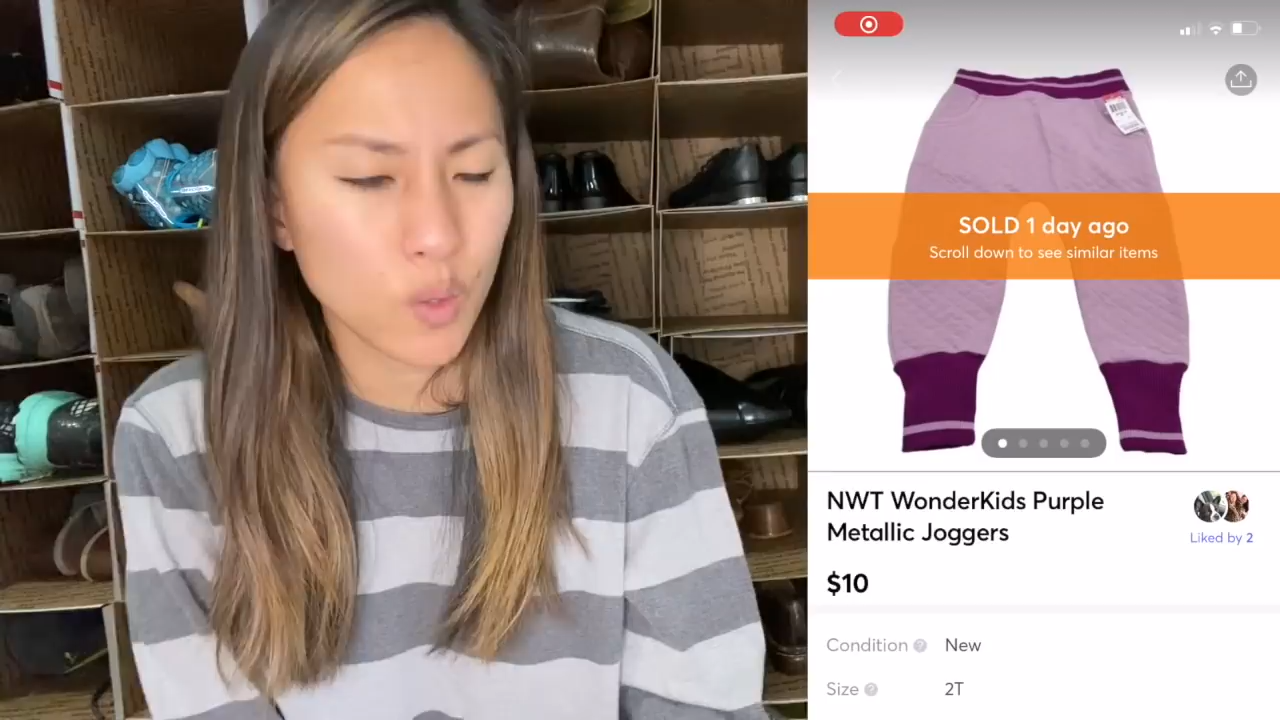 SOLD 1 day ago
Scroll down to see similar items
NWT WonderKids Purple
Metallic Joggers
Liked by 2
$10
Condition ?
New
Size ?
2T